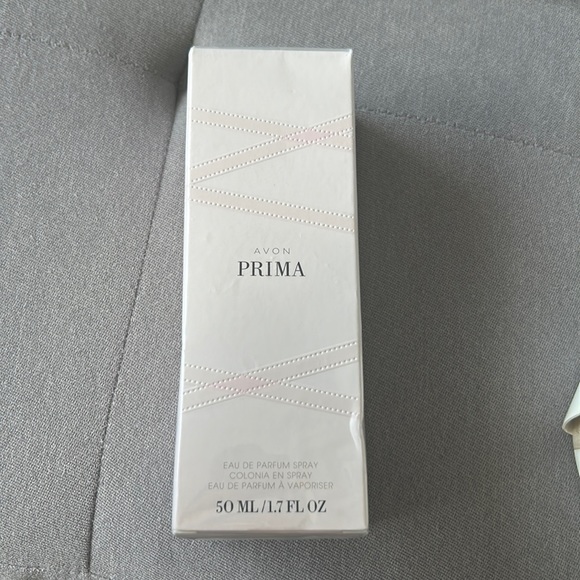 AVON
PRIMA
EAU DE PARFUM SPRAY
COLONIA EN SPRAY
EAU DE PARFUM À VAPORISER
50 ML/1.7 FL OZ